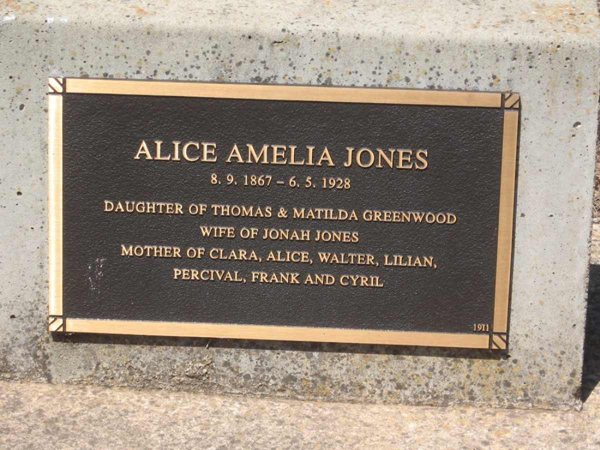 ALICE AMELIA JONES
8. 9. 1867 – 6. 5. 1928
DAUGHTER OF THOMAS & MATILDA GREENWOOD
WIFE OF JONAH JONES
MOTHER OF CLARA, ALICE, WALTER, LILIAN,
PERCIVAL, FRANK AND CYRIL
1911